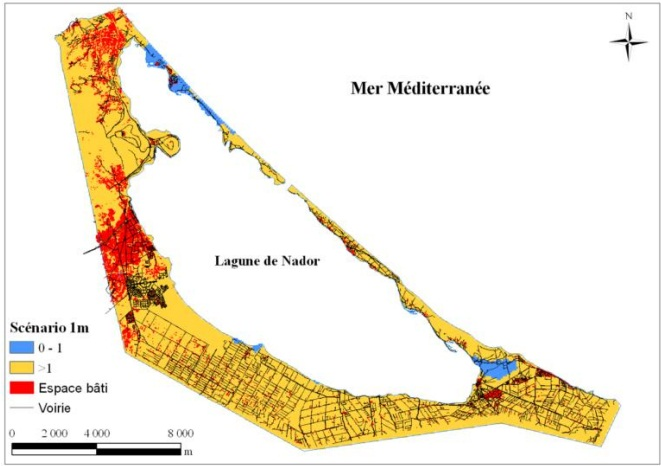 N
Mer Méditerranée
Lagune de Nador
Scénario 1m
0 - 1
>1
Espace bâti
Voirie
0 2 000 4 000 8 000
m